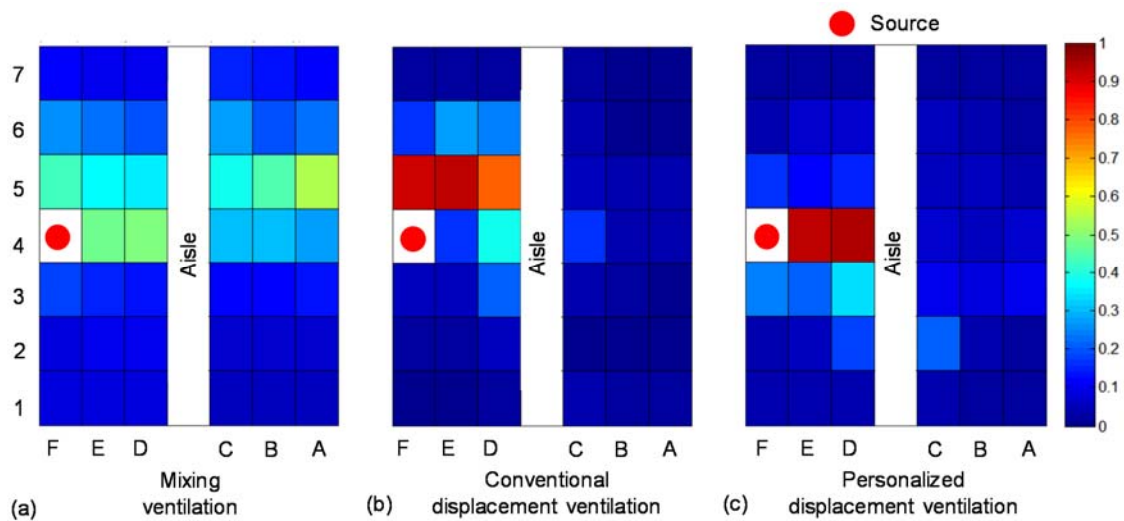 Source
7
6
5
4
3
2
1
Aisle
F E D C B A
Mixing
ventilation
(a)
Aisle
F E D C B A
Conventional
displacement ventilation
(b)
Aisle
F E D C B A
Personalized
displacement ventilation
(c)
1
0.9
0.8
0.7
0.6
0.5
0.4
0.3
0.2
0.1
0